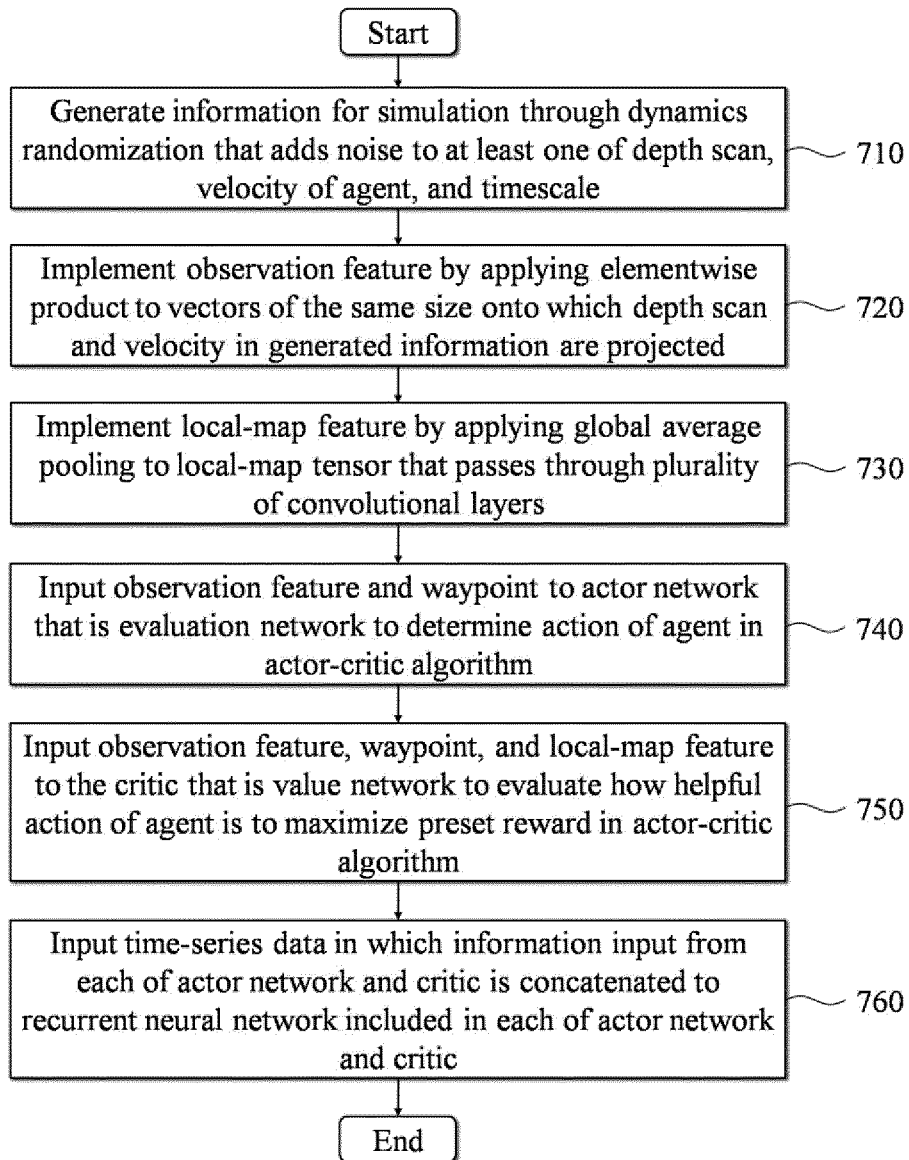 Start
Generate information for simulation through dynamics
randomization that adds noise to at least one of depth scan,
velocity of agent, and timescale
710
Implement observation feature by applying elementwise
product to vectors of the same size onto which depth scan
and velocity in generated information are projected
720
Implement local-map feature by applying global average
pooling to local-map tensor that passes through plurality
of convolutional layers
730
Input observation feature and waypoint to actor network
that is evaluation network to determine action of agent in
actor-critic algorithm
740
Input observation feature, waypoint, and local-map feature
to the critic that is value network to evaluate how helpful
action of agent is to maximize preset reward in actor-critic
algorithm
750
Input time-series data in which information input from
each of actor network and critic is concatenated to
recurrent neural network included in each of actor network
and critic
760
End